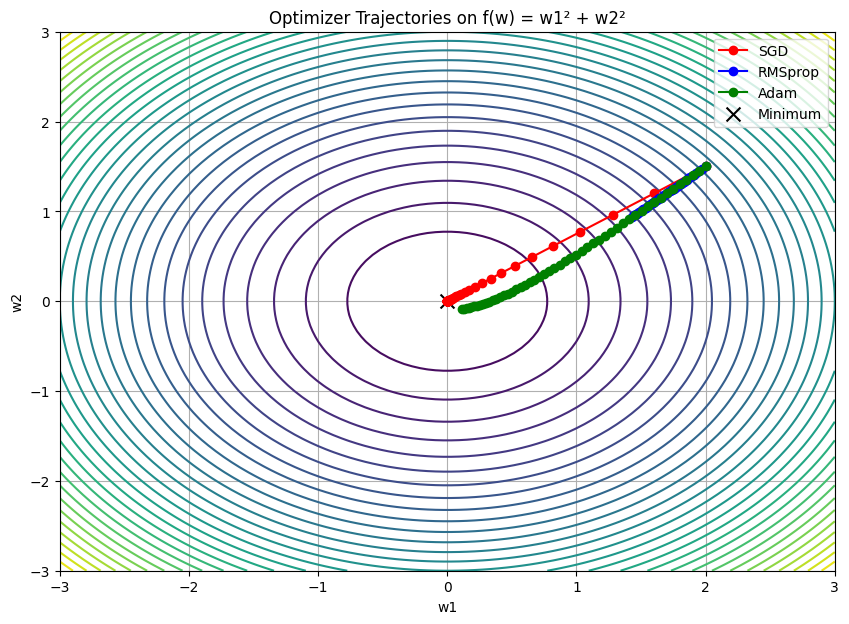 Optimizer Trajectories on f(w) = w1² + w2²
SGD
RMSprop
Adam
Minimum
3
2
1
0
−1
−2
−3
w2
−3 −2 −1 0 1 2 3
w1